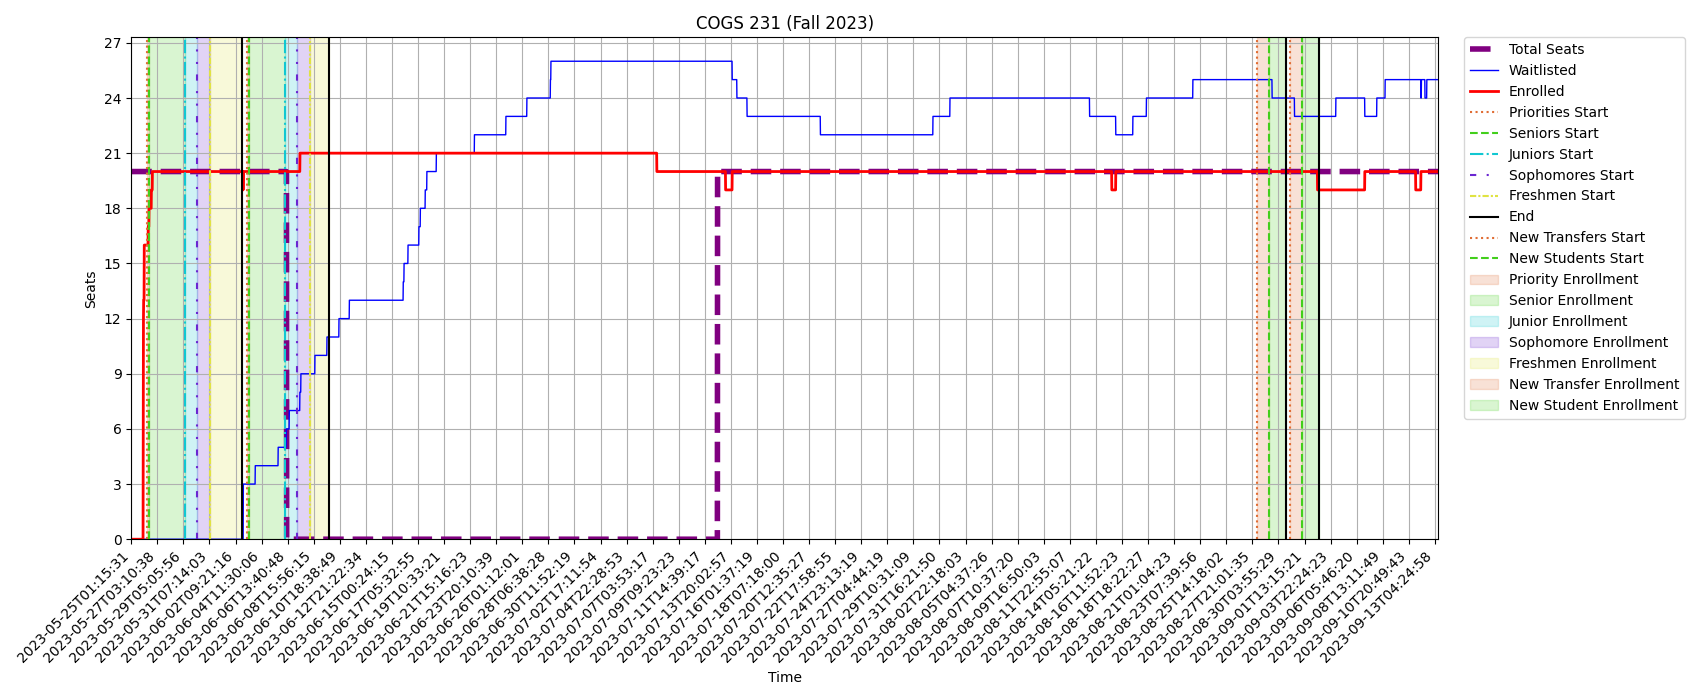 COGS 231 (Fall 2023)
Seats
27
24
21
18
15
12
9
6
3
0
2023-05-25T01:15:31
2023-05-27T03:10:38
2023-05-29T05:05:56
2023-05-31T07:14:03
2023-06-02T09:21:16
2023-06-04T11:30:06
2023-06-06T13:40:48
2023-06-08T15:56:15
2023-06-10T18:38:49
2023-06-12T21:22:34
2023-06-15T00:24:15
2023-06-17T05:32:55
2023-06-19T10:33:21
2023-06-21T15:16:23
2023-06-23T20:10:39
2023-06-26T01:12:01
2023-06-28T06:38:28
2023-06-30T11:52:19
2023-07-02T17:11:54
2023-07-04T22:28:53
2023-07-07T03:53:17
2023-07-09T09:23:23
2023-07-11T14:39:17
2023-07-13T20:02:57
2023-07-16T01:37:19
2023-07-18T07:18:00
2023-07-20T12:35:27
2023-07-22T17:58:55
2023-07-24T23:13:19
2023-07-27T04:44:19
2023-07-29T10:31:09
2023-07-31T16:21:50
2023-08-02T22:18:03
2023-08-05T04:37:26
2023-08-07T10:37:20
2023-08-09T16:50:03
2023-08-11T22:55:07
2023-08-14T05:21:22
2023-08-16T11:52:23
2023-08-18T18:22:27
2023-08-21T01:04:23
2023-08-23T07:39:56
2023-08-25T14:18:02
2023-08-27T21:01:35
2023-08-30T03:55:29
2023-09-01T13:15:21
2023-09-03T22:24:23
2023-09-06T05:46:20
2023-09-08T13:11:49
2023-09-10T20:49:43
2023-09-13T04:24:58
Time
Total Seats
Waitlisted
Enrolled
Priorities Start
Seniors Start
Juniors Start
Sophomores Start
Freshmen Start
End
New Transfers Start
New Students Start
Priority Enrollment
Senior Enrollment
Junior Enrollment
Sophomore Enrollment
Freshmen Enrollment
New Transfer Enrollment
New Student Enrollment